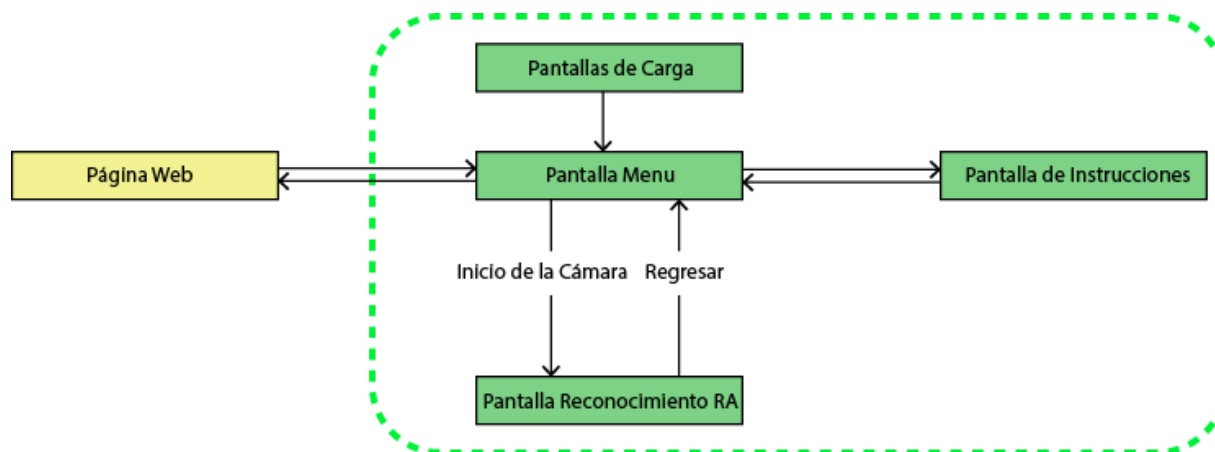 Pantallas de Carga
Página Web
Pantalla Menu
Pantalla de Instrucciones
Inicio de la Cámara
Regresar
Pantalla Reconocimiento RA